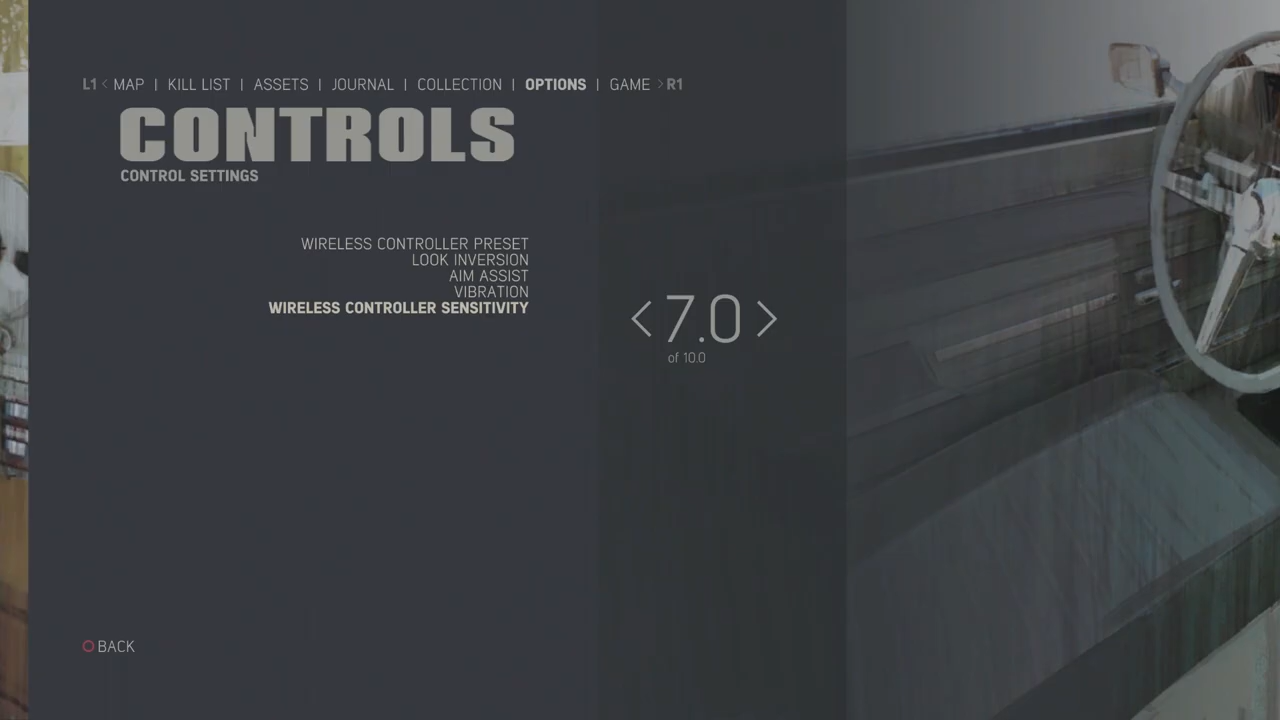 L1 < MAP | KILL LIST | ASSETS | JOURNAL | COLLECTION | OPTIONS | GAME > R1
CONTROLS
CONTROL SETTINGS
WIRELESS CONTROLLER PRESET
LOOK INVERSION
AIM ASSIST
VIBRATION
WIRELESS CONTROLLER SENSITIVITY
< 7.0 >
of 10.0
BACK